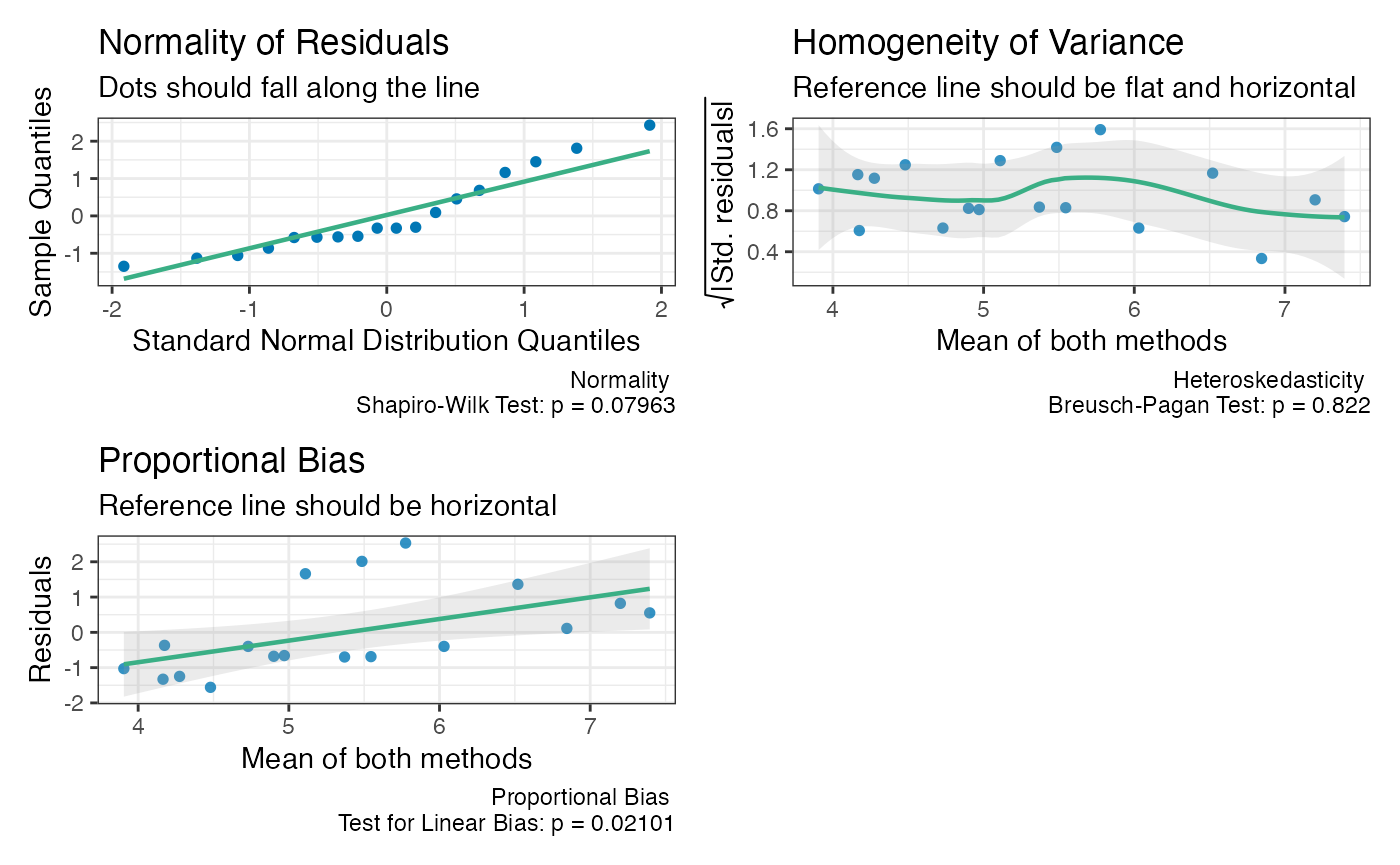 Normality of Residuals
Dots should fall along the line
Sample Quantiles
2
1
0
-1
-2
-1
0
1
2
Standard Normal Distribution Quantiles
Normality
Shapiro-Wilk Test: p = 0.07963
Homogeneity of Variance
Reference line should be flat and horizontal
√|Std. residuals|
1.6
1.2
0.8
0.4
4
5
6
7
Mean of both methods
Heteroskedasticity
Breusch-Pagan Test: p = 0.822
Proportional Bias
Reference line should be horizontal
Residuals
2
1
0
-1
-2
4
5
6
7
Mean of both methods
Proportional Bias
Test for Linear Bias: p = 0.02101